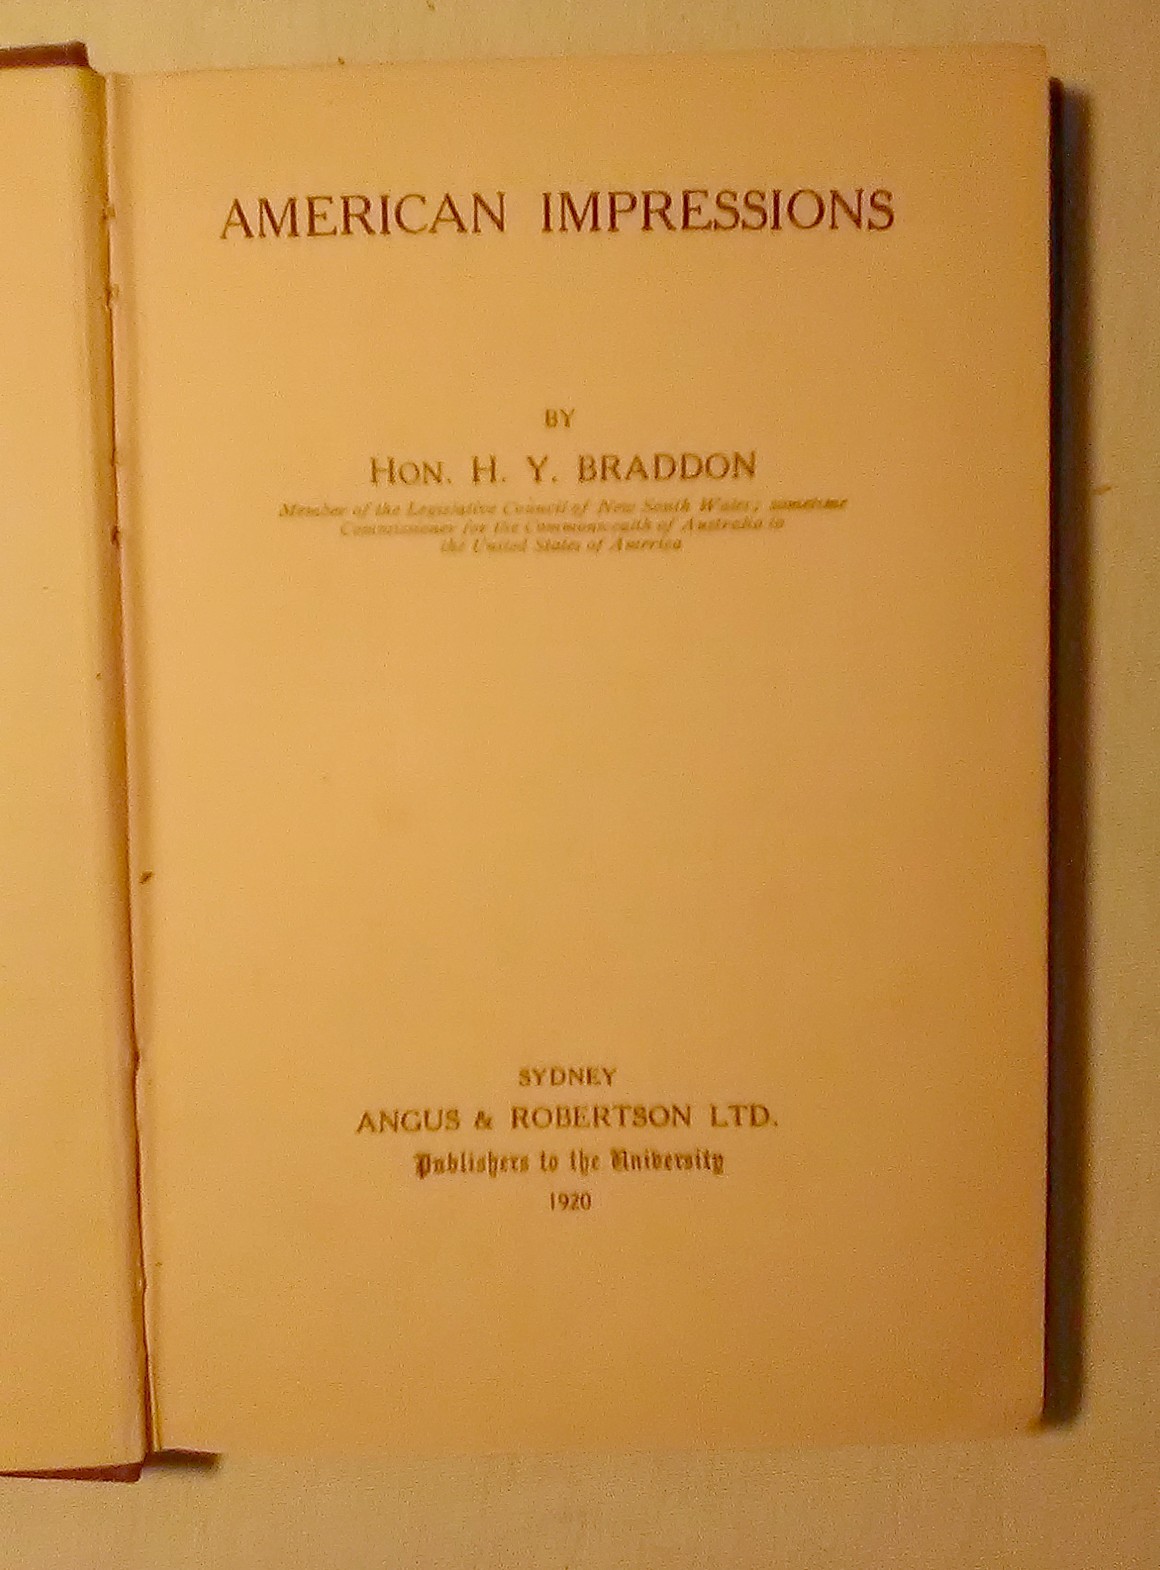 AMERICAN IMPRESSIONS
BY
HON. H. Y. BRADDON
Member of the Legislative Council of New South Wales; sometime
Commissioner for the Commonwealth of Australia in
the United States of America
SYDNEY
ANGUS & ROBERTSON LTD.
Publishers to the University
1920